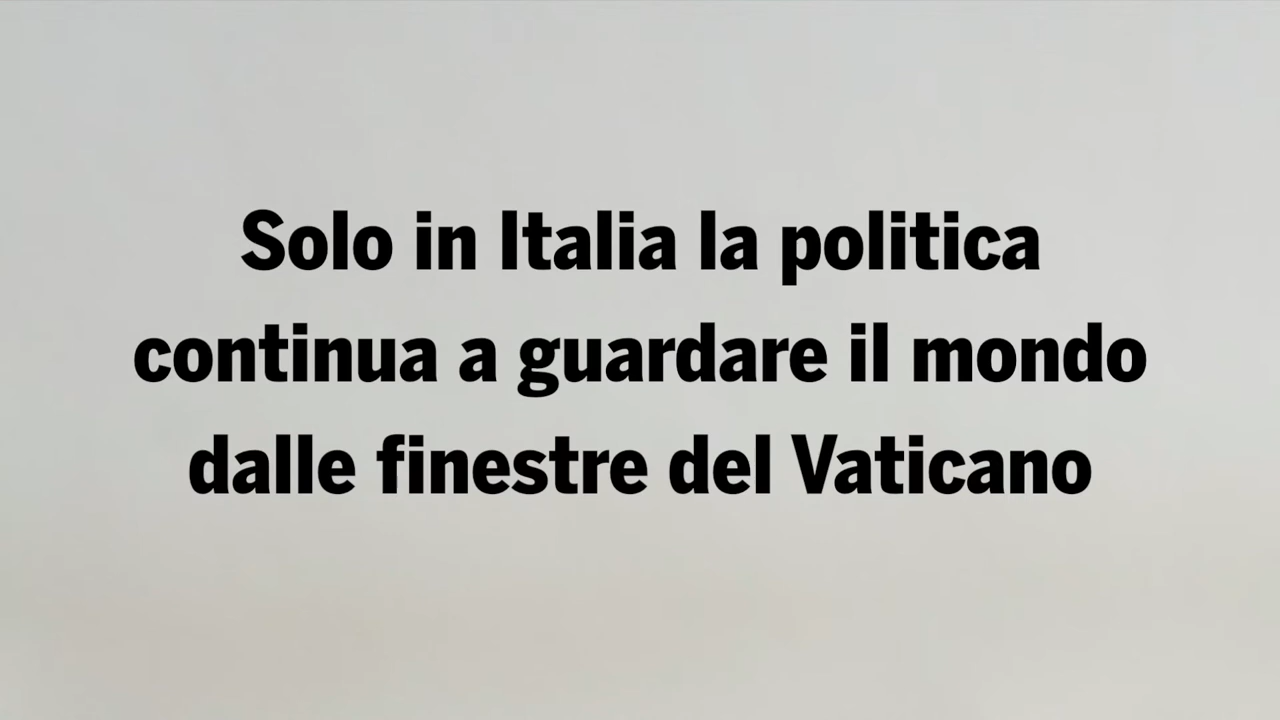 Solo in Italia la politica
continua a guardare il mondo
dalle finestre del Vaticano